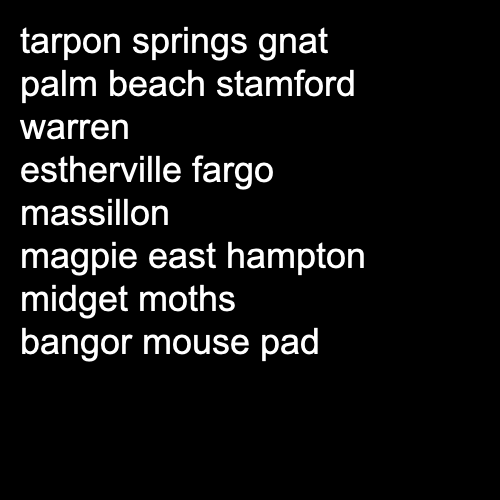 tarpon springs gnat
palm beach stamford
warren
estherville fargo
massillon
magpie east hampton
midget moths
bangor mouse pad